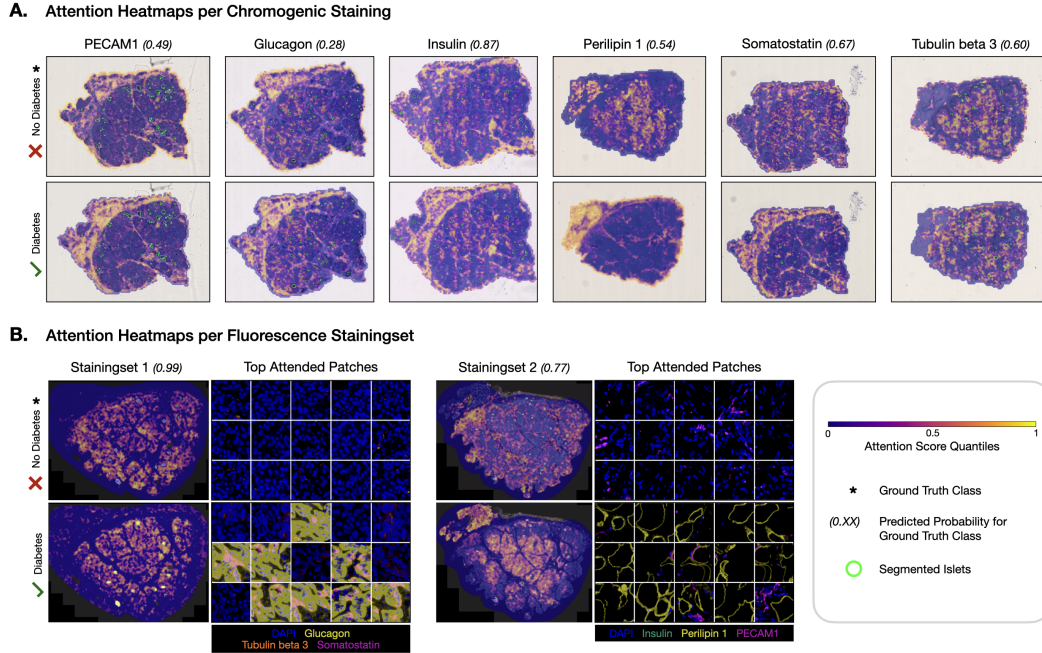 A. Attention Heatmaps per Chromogenic Staining
PECAM1 (0.49) Glucagon (0.28) Insulin (0.87) Perilipin 1 (0.54) Somatostatin (0.67) Tubulin beta 3 (0.60)
No Diabetes *
Diabetes
B. Attention Heatmaps per Fluorescence Stainingset
Stainingset 1 (0.99) Top Attended Patches Stainingset 2 (0.77) Top Attended Patches
No Diabetes *
Diabetes
DAPI Glucagon
Tubulin beta 3 Somatostatin
DAPI Insulin Perilipin 1 PECAM1
0 0.5 1
Attention Score Quantiles
* Ground Truth Class
(0.XX) Predicted Probability for
Ground Truth Class
Segmented Islets